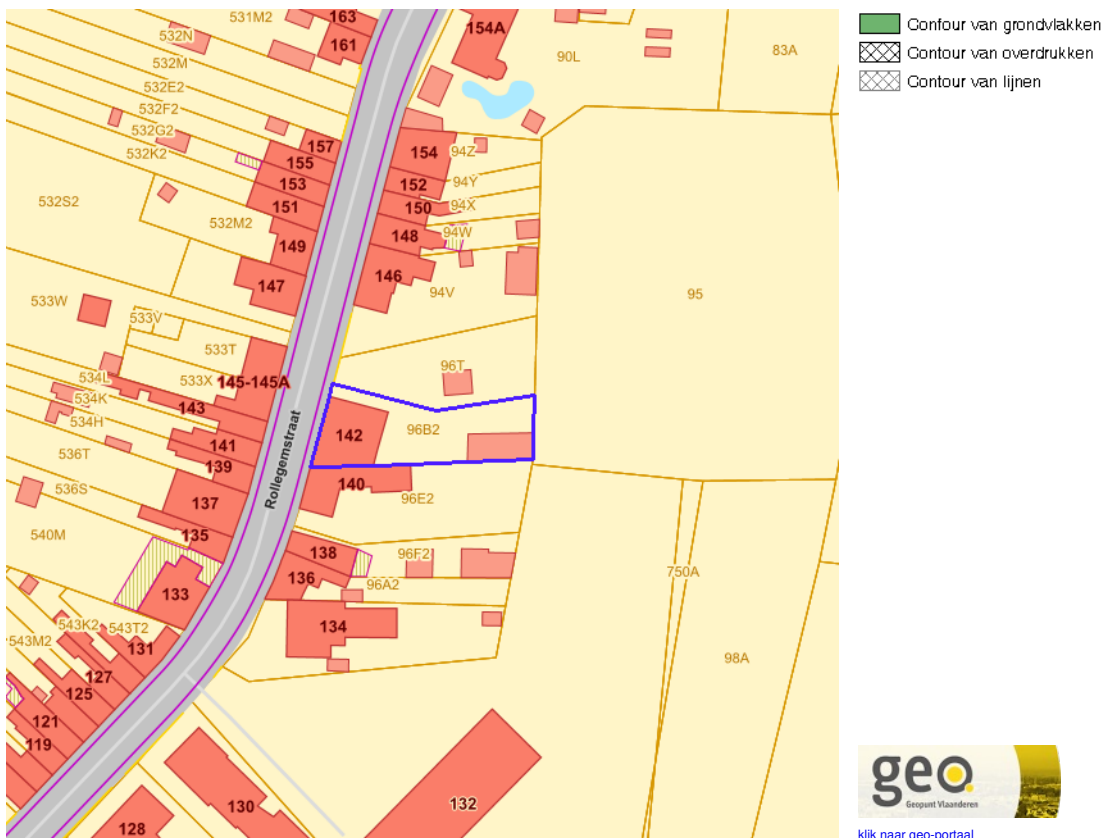 531M2
163
532N
161
154A
90L
83A
532M
532E2
532F2
532G2
157
154
94Z
532K2
155
153
152
94Y
151
150
94X
532S2
532M2
149
148
94W
147
146
94V
95
533W
533V
533T
96T
534L
533X
145-145A
534K
143
534H
141
142
96B2
536T
139
Rollegemstraat
536S
137
140
96E2
540M
135
138
96F2
133
136
96A2
750A
543K2
543T2
543M2
131
134
127
98A
125
121
119
130
132
128
Contour van grondvlakken
Contour van overdrukken
Contour van lijnen
geo.
Geopunt Vlaanderen
klik naar geo-portaal